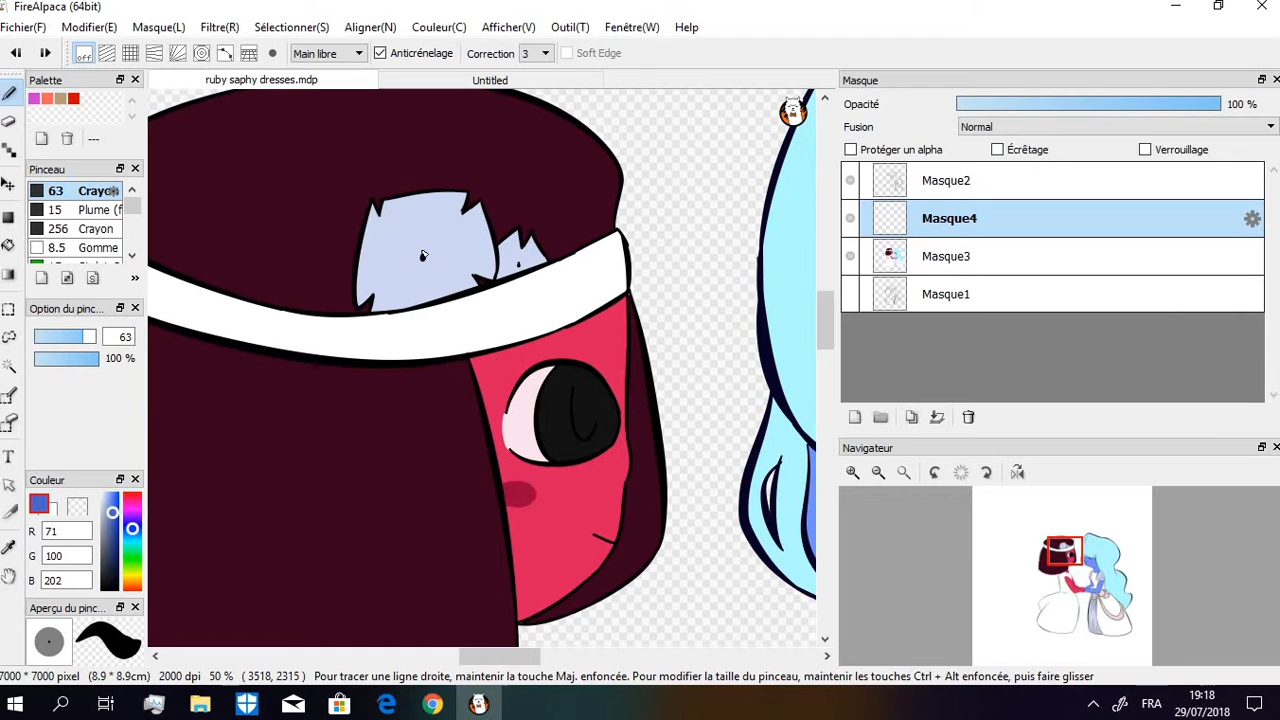 FireAlpaca (64bit)
Fichier(F) Modifier(E) Masque(L) Filtre(R) Sélectionner(S) Aligner(N) Couleur(C) Afficher(V) Outil(T) Fenêtre(W) Help
off Main libre Anticrénelage Correction 3 Soft Edge
Palette ruby saphy dresses.mdp Untitled Masque
Opacité 100 %
Fusion Normal
--- Protéger un alpha Écrêtage Verrouillage
Pinceau
63 Crayon Masque2
15 Plume (f Masque4
256 Crayon
8.5 Gomme Masque3
Masque1
Option du pinc...
63
100 %
Navigateur
Couleur
R 71
G 100
B 202
Aperçu du pinc...
7000 * 7000 pixel (8.9 * 8.9cm) 2000 dpi 50 % ( 3518, 2315 ) Pour tracer une ligne droite, maintenir la touche Maj. enfoncée. Pour modifier la taille du pinceau, maintenir les touches Ctrl + Alt enfoncée, puis faire glisser
FRA 19:18
29/07/2018